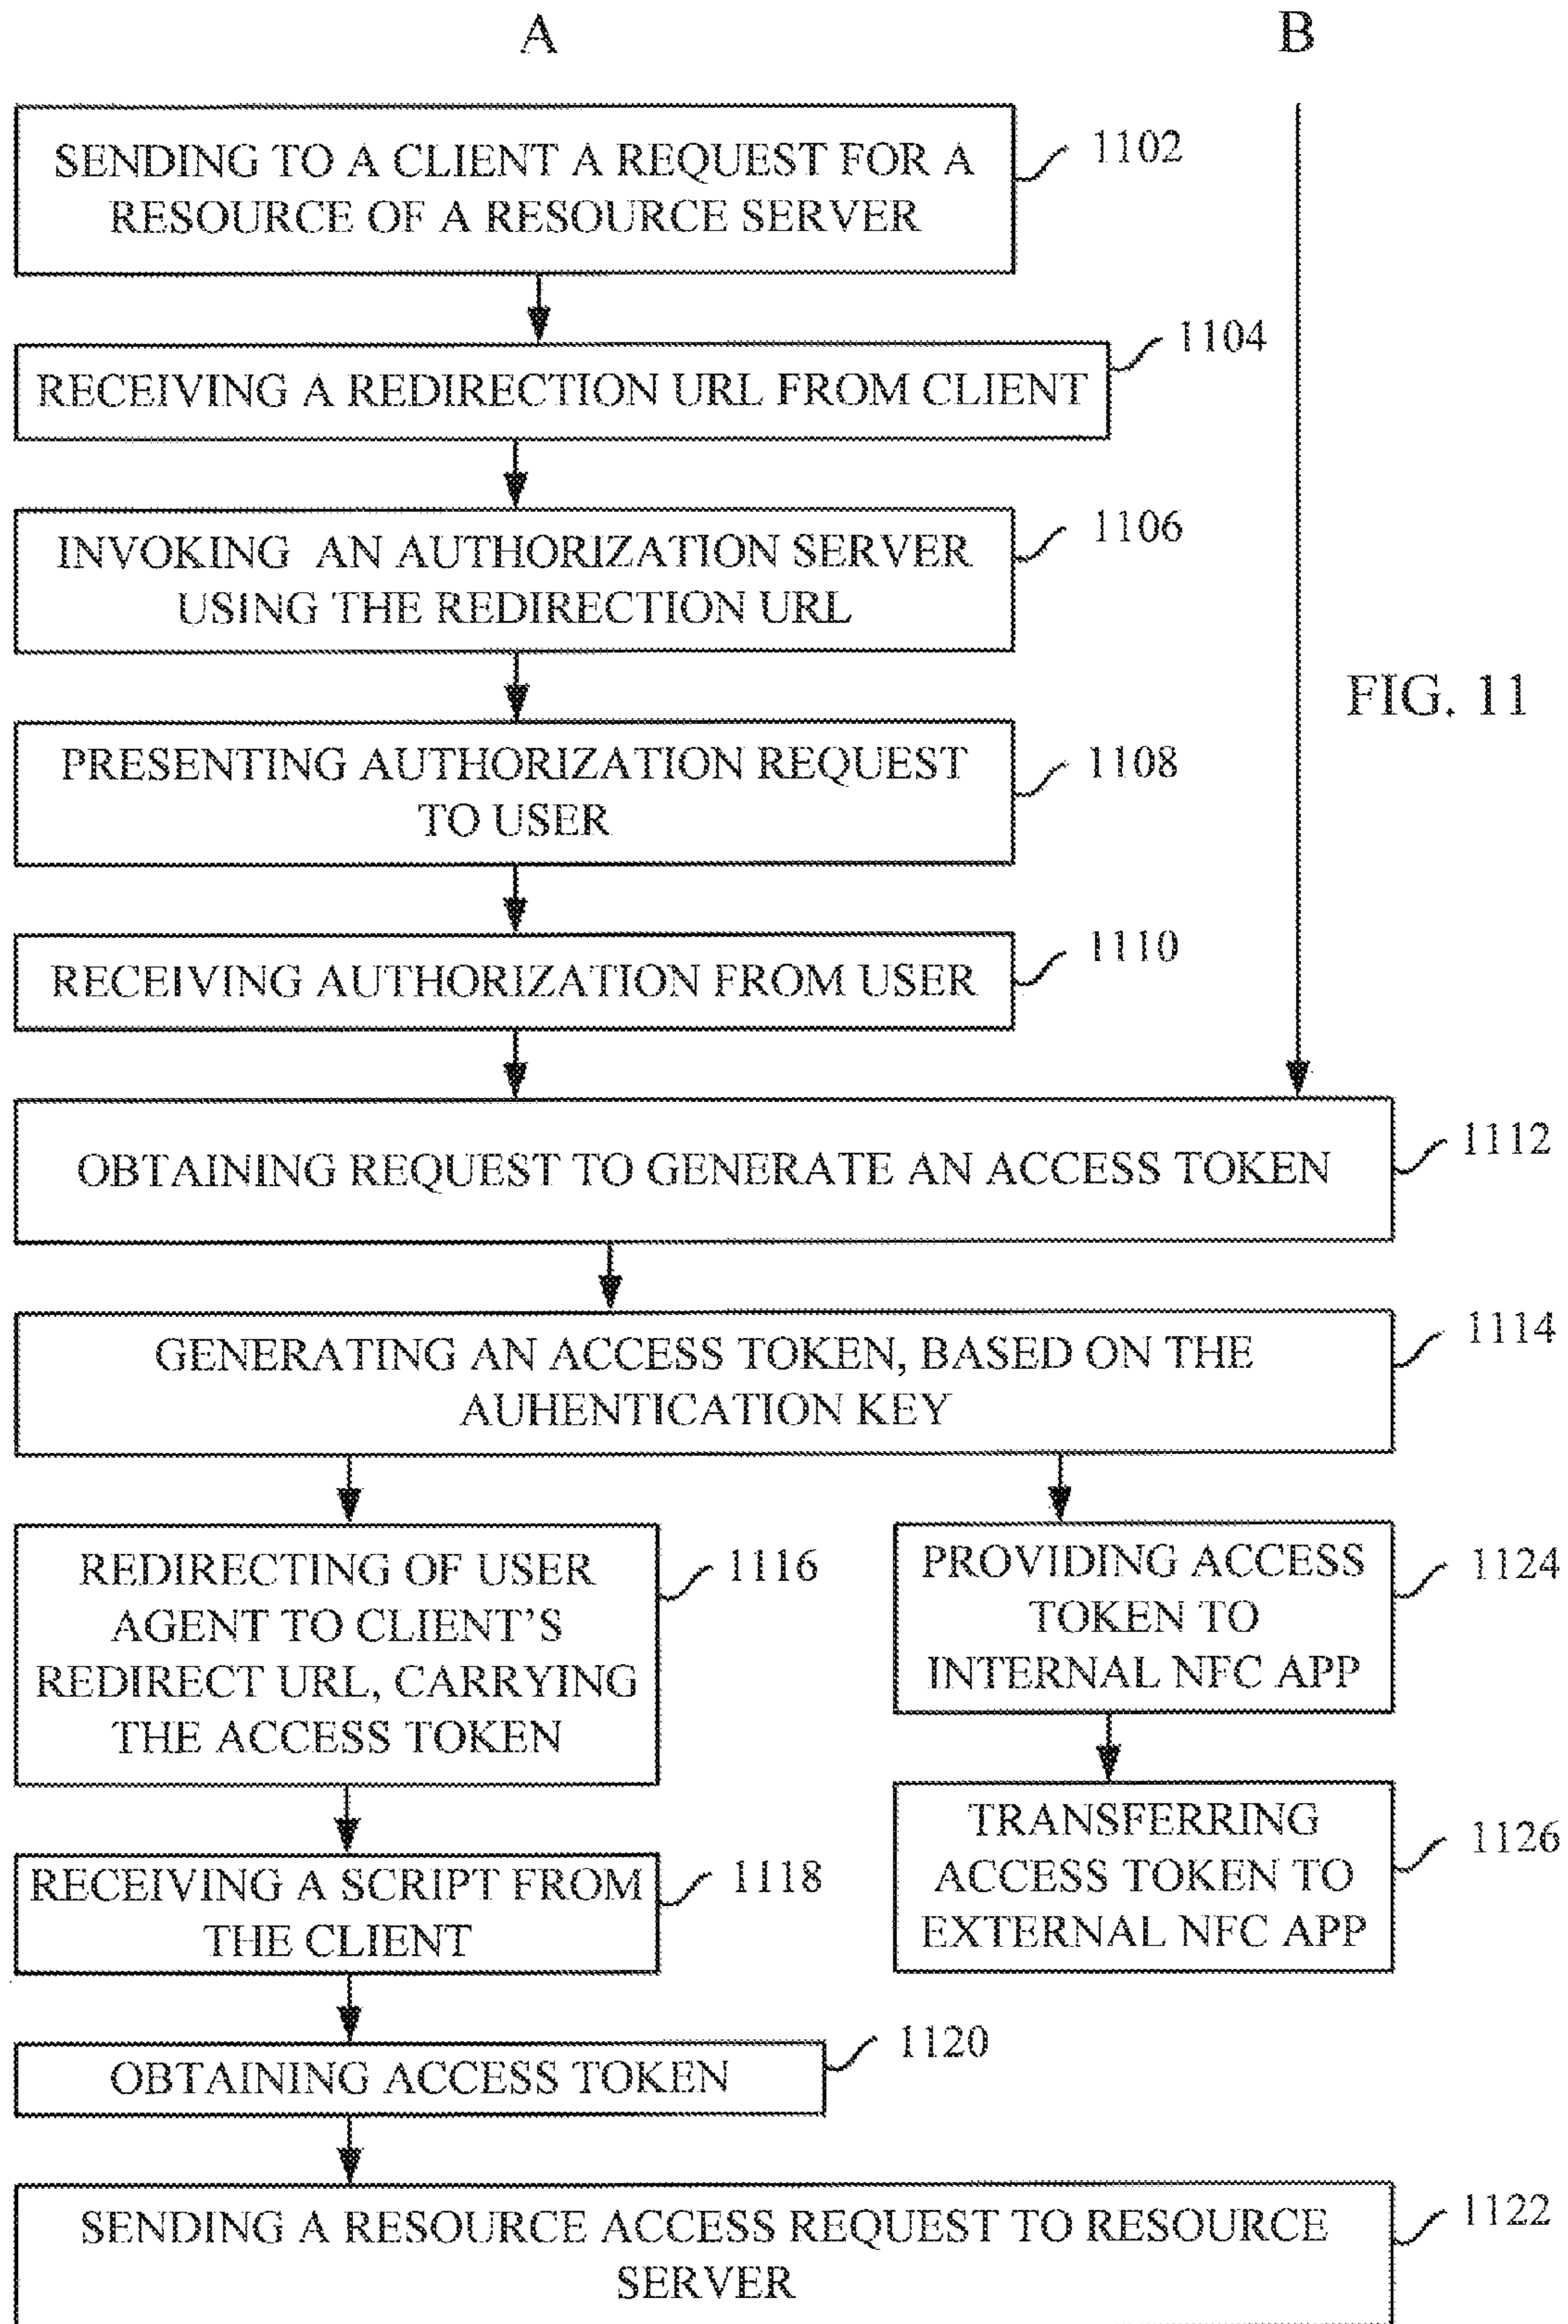 A
B
SENDING TO A CLIENT A REQUEST FOR A
RESOURCE OF A RESOURCE SERVER
1102
RECEIVING A REDIRECTION URL FROM CLIENT
1104
INVOKING AN AUTHORIZATION SERVER
USING THE REDIRECTION URL
1106
FIG. 11
PRESENTING AUTHORIZATION REQUEST
TO USER
1108
RECEIVING AUTHORIZATION FROM USER
1110
OBTAINING REQUEST TO GENERATE AN ACCESS TOKEN
1112
GENERATING AN ACCESS TOKEN, BASED ON THE
AUHENTICATION KEY
1114
REDIRECTING OF USER
AGENT TO CLIENT'S
REDIRECT URL, CARRYING
THE ACCESS TOKEN
1116
PROVIDING ACCESS
TOKEN TO
INTERNAL NFC APP
1124
RECEIVING A SCRIPT FROM
THE CLIENT
1118
TRANSFERRING
ACCESS TOKEN TO
EXTERNAL NFC APP
1126
OBTAINING ACCESS TOKEN
1120
SENDING A RESOURCE ACCESS REQUEST TO RESOURCE
SERVER
1122